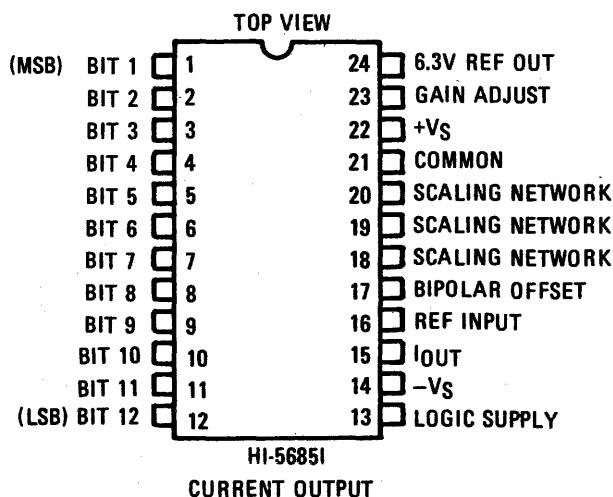 TOP VIEW
(MSB) BIT 1 1 24 6.3V REF OUT
BIT 2 2 23 GAIN ADJUST
BIT 3 3 22 +VS
BIT 4 4 21 COMMON
BIT 5 5 20 SCALING NETWORK
BIT 6 6 19 SCALING NETWORK
BIT 7 7 18 SCALING NETWORK
BIT 8 8 17 BIPOLAR OFFSET
BIT 9 9 16 REF INPUT
BIT 10 10 15 IOUT
BIT 11 11 14 −VS
(LSB) BIT 12 12 13 LOGIC SUPPLY
HI-5685I
CURRENT OUTPUT